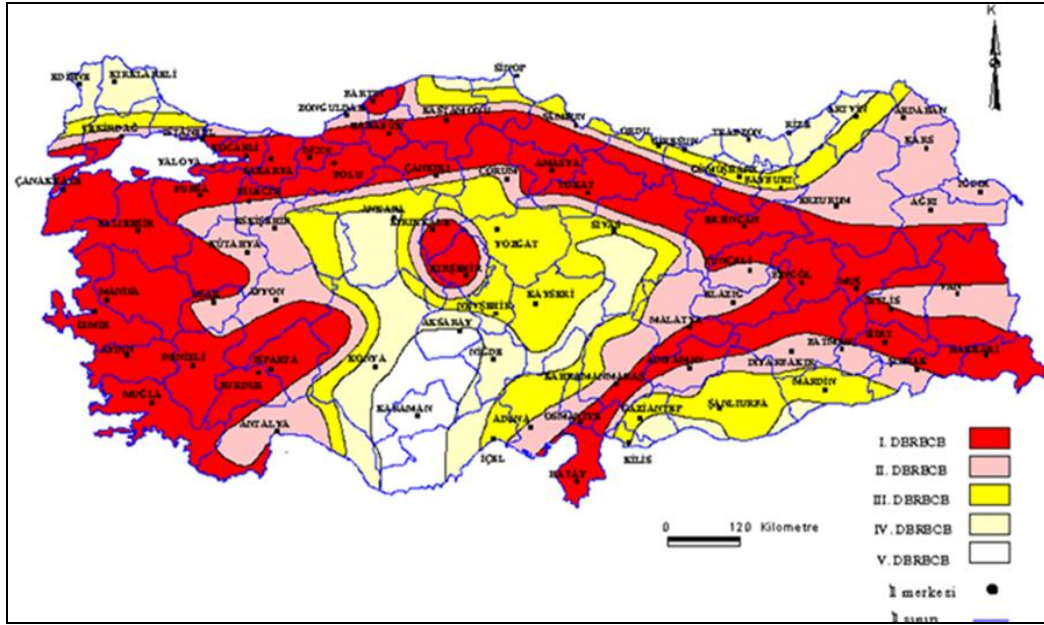 K
SİNOP
EDİRNE
KIRKLARELİ
BARTIN
ZONGULDAK
KASTAMONU
ARTVİN
ARDAHAN
TEKİRDAĞ
İSTANBUL
SAMSUN
ORDU
TRABZON
RİZE
KARS
KOCAELİ
YALOVA
SAKARYA
BOLU
ÇANKIRI
ÇORUM
AMASYA
TOKAT
BAYBURT
ÇANAKKALE
BURSA
BİLECİK
ERZURUM
AĞRI
IĞDIR
BALIKESİR
ESKİŞEHİR
ANKARA
KIRIKKALE
SİVAS
ERZİNCAN
KÜTAHYA
YOZGAT
TUNCELİ
BİNGÖL
MUŞ
KIRŞEHİR
MANİSA
UŞAK
AFYON
NEVŞEHİR
KAYSERİ
ELAZIĞ
BİTLİS
VAN
İZMİR
AKSARAY
MALATYA
AYDIN
DENİZLİ
ISPARTA
KONYA
NİĞDE
ADIYAMAN
DİYARBAKIR
BATMAN
SİİRT
HAKKARİ
BURDUR
KAHRAMANMARAŞ
ŞIRNAK
MUĞLA
KARAMAN
MARDİN
ANTALYA
ADANA
OSMANİYE
GAZİANTEP
ŞANLIURFA
İÇEL
KİLİS
HATAY
I. DBRBCB
II. DBRBCB
III. DBRBCB
IV. DBRBCB
V. DBRBCB
0 120 Kilometre
İl merkesi
İl sınırı